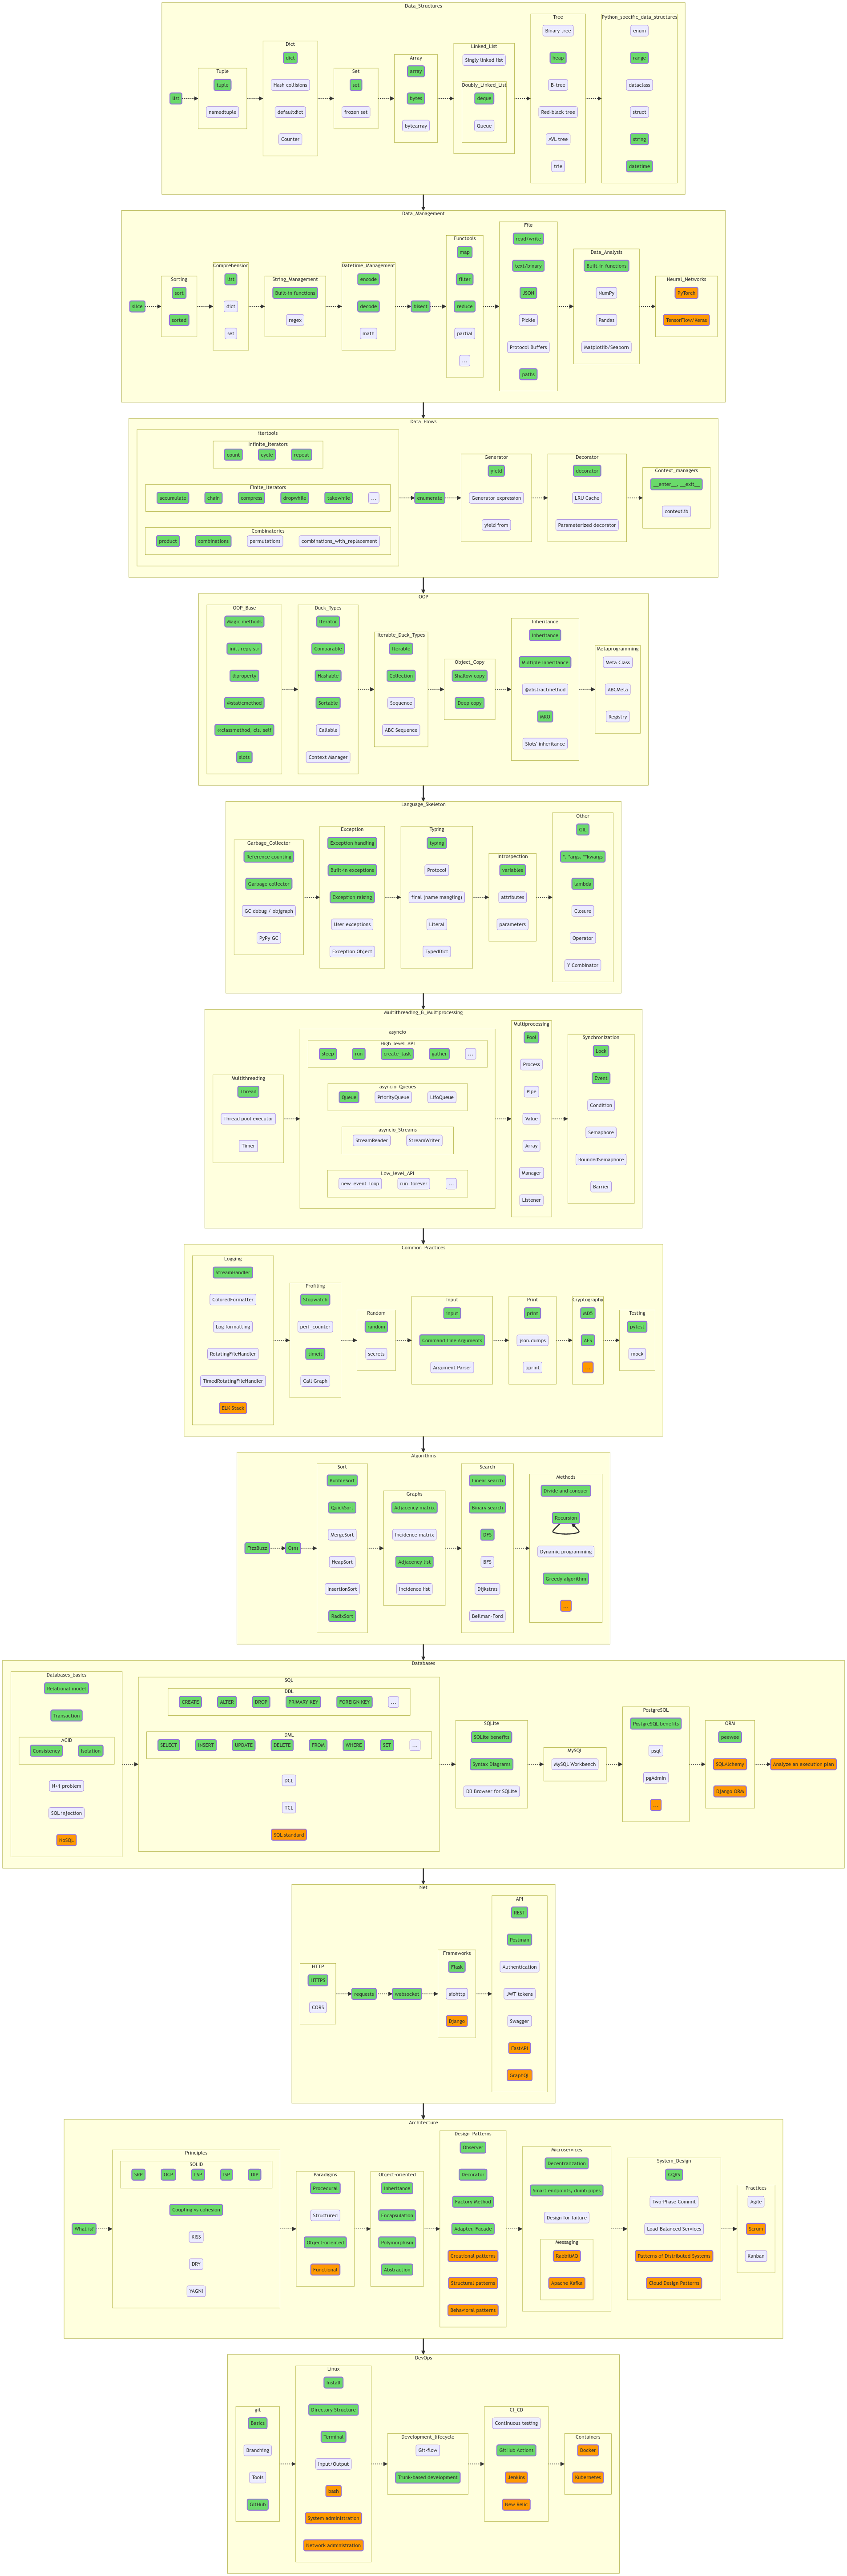 Data_Structures
list
Tuple
tuple
namedtuple
Dict
dict
Hash collisions
defaultdict
Counter
Set
set
frozen set
Array
array
bytes
bytearray
Linked_List
Singly linked list
Doubly_Linked_List
deque
Queue
Tree
Binary tree
heap
B-tree
Red-black tree
AVL tree
trie
Python_specific_data_structures
enum
range
dataclass
struct
string
datetime
Data_Management
slice
Sorting
sort
sorted
Comprehension
list
dict
set
String_Management
Built-in functions
regex
Datetime_Management
encode
decode
math
bisect
Functools
map
filter
reduce
partial
...
File
read/write
text/binary
JSON
Pickle
Protocol Buffers
paths
Data_Analysis
Built-in functions
NumPy
Pandas
Matplotlib/Seaborn
Neural_Networks
PyTorch
TensorFlow/Keras
Data_Flows
Itertools
Infinite_Iterators
count
cycle
repeat
Finite_Iterators
accumulate
chain
compress
dropwhile
takewhile
...
Combinatorics
product
combinations
permutations
combinations_with_replacement
enumerate
Generator
yield
Generator expression
yield from
Decorator
decorator
LRU Cache
Parameterized decorator
Context_managers
__enter__, __exit__
contextlib
OOP
OOP_Base
Magic methods
init, repr, str
@property
@staticmethod
@classmethod, cls, self
slots
Duck_Types
Iterator
Comparable
Hashable
Sortable
Callable
Context Manager
Iterable_Duck_Types
Iterable
Collection
Sequence
ABC Sequence
Object_Copy
Shallow copy
Deep copy
Inheritance
Inheritance
Multiple inheritance
@abstractmethod
MRO
Slots' inheritance
Metaprogramming
Meta Class
ABCMeta
Registry
Language_Skeleton
Garbage_Collector
Reference counting
Garbage collector
GC debug / objgraph
PyPy GC
Exception
Exception handling
Built-in exceptions
Exception raising
User exceptions
Exception Object
Typing
typing
Protocol
final (name mangling)
Literal
TypedDict
Introspection
variables
attributes
parameters
Other
GIL
*, *args, **kwargs
lambda
Closure
Operator
Y Combinator
Multithreading_&_Multiprocessing
Multithreading
Thread
Thread pool executor
Timer
asyncio
High_level_API
sleep
run
create_task
gather
...
asyncio_Queues
Queue
PriorityQueue
LifoQueue
asyncio_Streams
StreamReader
StreamWriter
Low_level_API
new_event_loop
run_forever
...
Multiprocessing
Pool
Process
Pipe
Value
Array
Manager
Listener
Synchronization
Lock
Event
Condition
Semaphore
BoundedSemaphore
Barrier
Common_Practices
Logging
StreamHandler
ColoredFormatter
Log formatting
RotatingFileHandler
TimedRotatingFileHandler
ELK Stack
Profiling
Stopwatch
perf_counter
timeit
Call Graph
Random
random
secrets
Input
input
Command Line Arguments
Argument Parser
Print
print
json.dumps
pprint
Cryptography
MD5
AES
...
Testing
pytest
mock
Algorithms
FizzBuzz
O(n)
Sort
BubbleSort
QuickSort
MergeSort
HeapSort
InsertionSort
RadixSort
Graphs
Adjacency matrix
Incidence matrix
Adjacency list
Incidence list
Search
Linear search
Binary search
DFS
BFS
Dijkstras
Bellman-Ford
Methods
Divide and conquer
Recursion
Dynamic programming
Greedy algorithm
...
Databases
Databases_basics
Relational model
Transaction
ACID
Consistency
Isolation
N+1 problem
SQL Injection
NoSQL
SQL
DDL
CREATE
ALTER
DROP
PRIMARY KEY
FOREIGN KEY
...
DML
SELECT
INSERT
UPDATE
DELETE
FROM
WHERE
SET
...
DCL
TCL
SQL standard
SQLite
SQLite benefits
Syntax Diagrams
DB Browser for SQLite
MySQL
MySQL Workbench
PostgreSQL
PostgreSQL benefits
psql
pgAdmin
...
ORM
peewee
SQLAlchemy
Django ORM
Analyze an execution plan
Net
HTTP
HTTPS
CORS
requests
websocket
Frameworks
Flask
aiohttp
Django
API
REST
Postman
Authentication
JWT tokens
Swagger
FastAPI
GraphQL
Architecture
What is?
Principles
SOLID
SRP
OCP
LSP
ISP
DIP
Coupling in cohesion
KISS
DRY
YAGNI
Paradigms
Procedural
Structured
Object-oriented
Functional
Object-oriented
Inheritance
Encapsulation
Polymorphism
Abstraction
Design_Patterns
Observer
Decorator
Factory Method
Adapter, Facade
Creational patterns
Structural patterns
Behavioral patterns
Microservices
Decentralization
Smart endpoints, dumb pipes
Design for failure
Messaging
RabbitMQ
Apache Kafka
System_Design
CQRS
Two-Phase Commit
Load-Balanced Services
Patterns of Distributed Systems
Cloud Design Patterns
Practices
Agile
Scrum
Kanban
DevOps
git
Basics
Branching
Tools
GitHub
Linux
Install
Directory Structure
Terminal
Input/Output
bash
System administration
Network administration
Development_lifecycle
Git-flow
Trunk-based development
CI_CD
Continuous testing
GitHub Actions
Jenkins
New Relic
Containers
Docker
Kubernetes